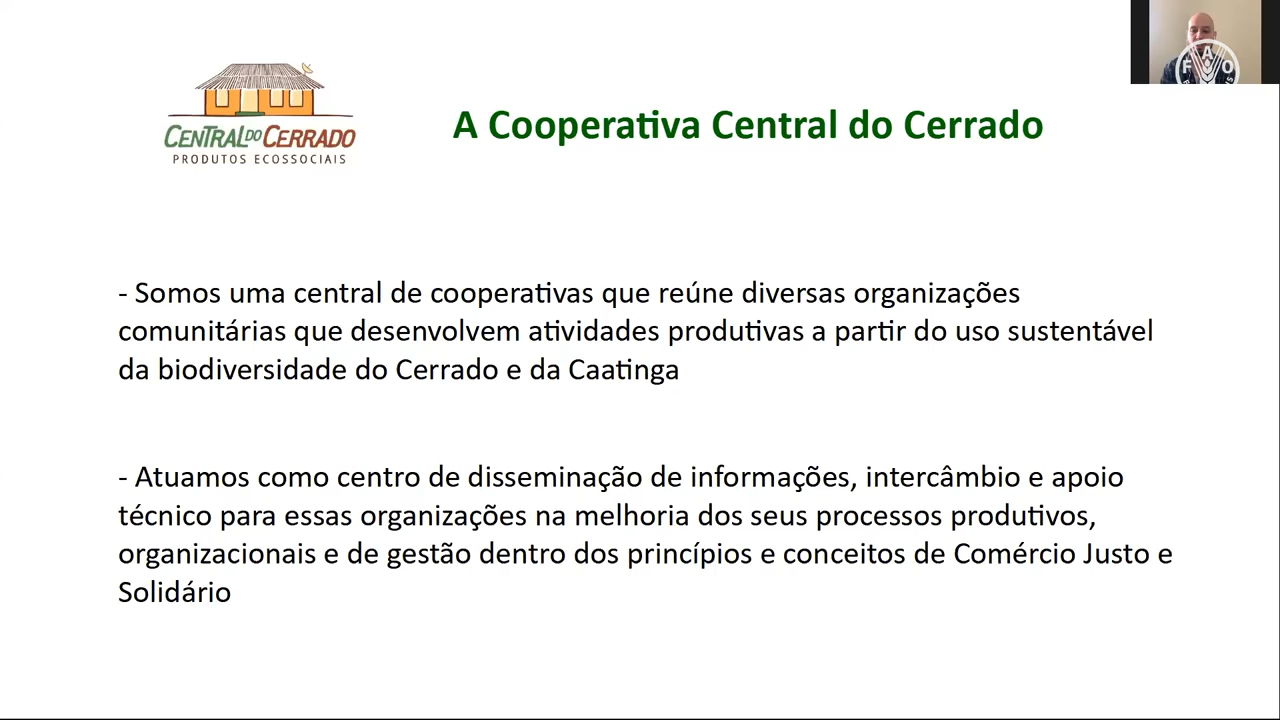 CENTRAL DO CERRADO
PRODUTOS ECOSSOCIAIS
A Cooperativa Central do Cerrado
FAO
- Somos uma central de cooperativas que reúne diversas organizações
comunitárias que desenvolvem atividades produtivas a partir do uso sustentável
da biodiversidade do Cerrado e da Caatinga
- Atuamos como centro de disseminação de informações, intercâmbio e apoio
técnico para essas organizações na melhoria dos seus processos produtivos,
organizacionais e de gestão dentro dos princípios e conceitos de Comércio Justo e
Solidário